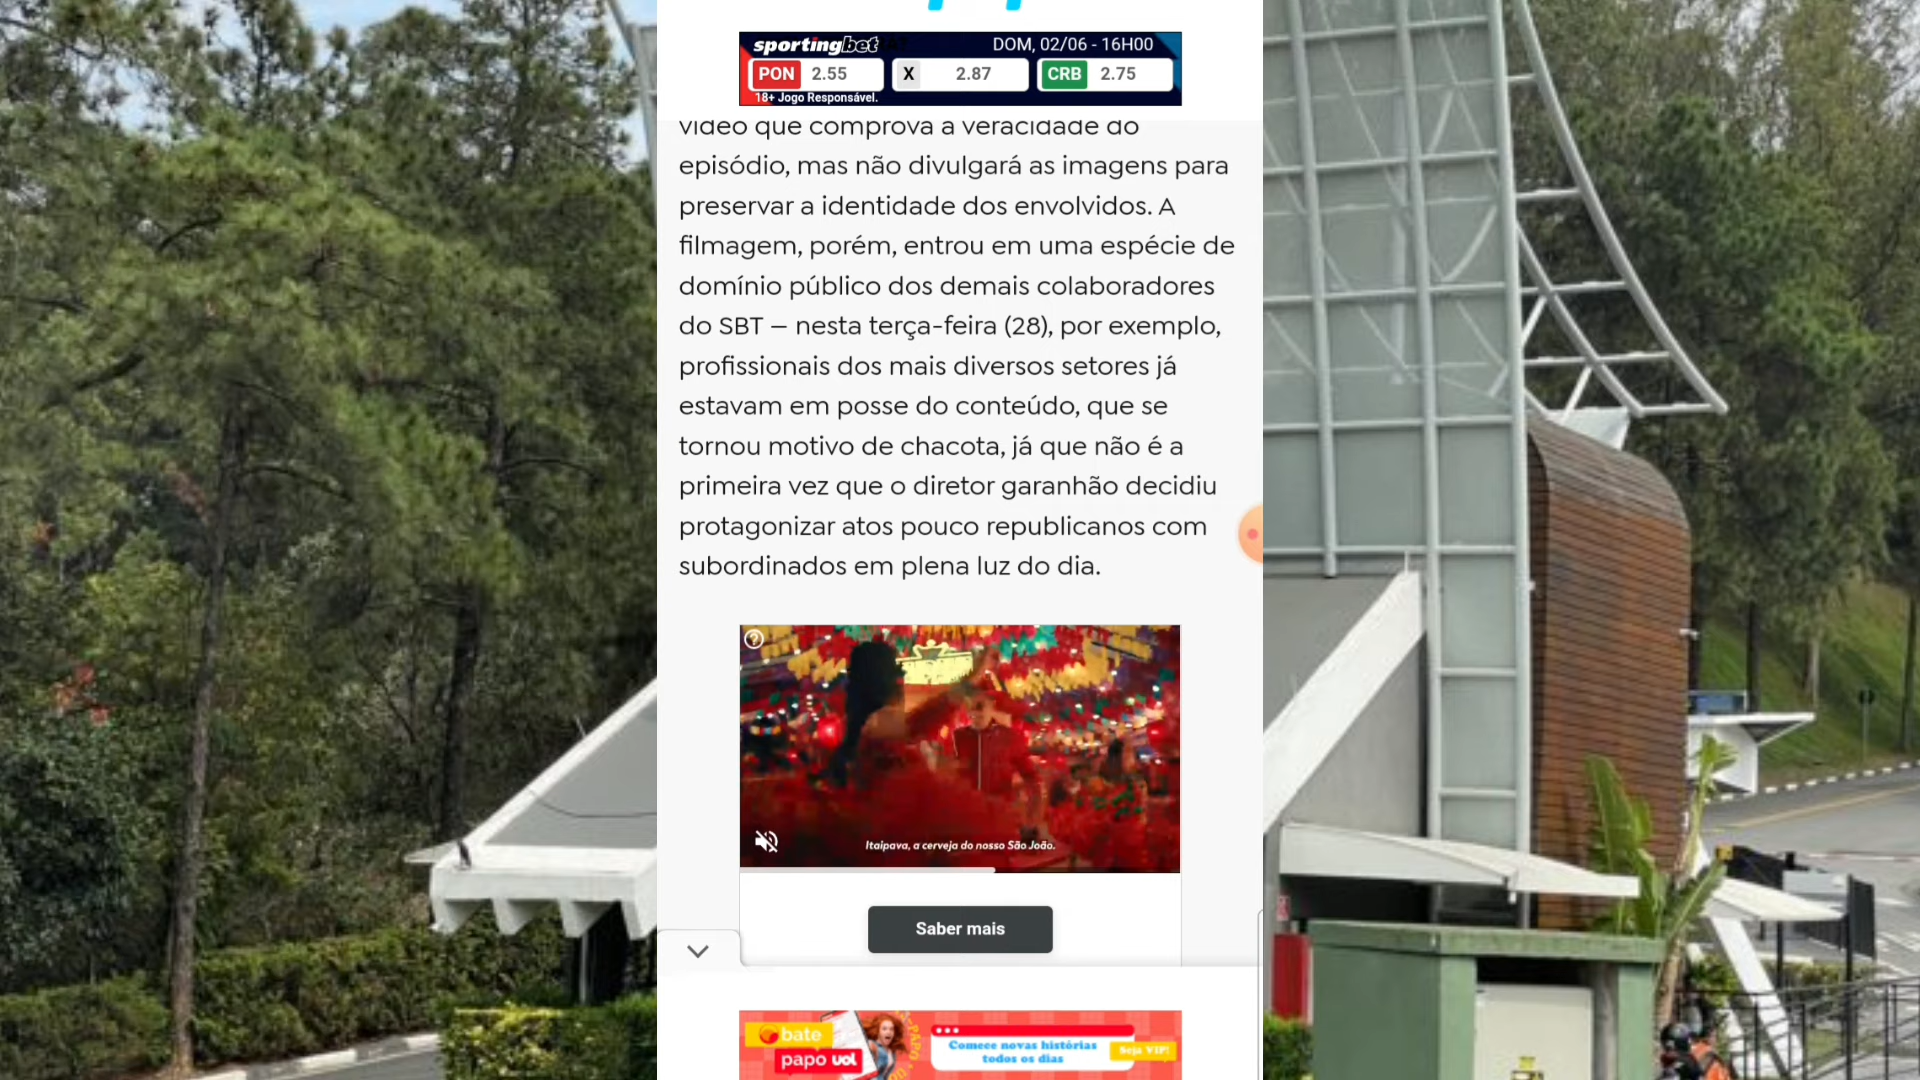 sportingbet
DOM, 02/06 - 16H00
PON 2.55 X 2.87 CRB 2.75
18+ Jogo Responsável.
vídeo que comprova a veracidade do
episódio, mas não divulgará as imagens para
preservar a identidade dos envolvidos. A
filmagem, porém, entrou em uma espécie de
domínio público dos demais colaboradores
do SBT – nesta terça-feira (28), por exemplo,
profissionais dos mais diversos setores já
estavam em posse do conteúdo, que se
tornou motivo de chacota, já que não é a
primeira vez que o diretor garanhão decidiu
protagonizar atos pouco republicanos com
subordinados em plena luz do dia.
Itaipava, a cerveja do nosso São João.
Saber mais
bate
papo uol
Comece novas histórias
todos os dias
Seja VIP!